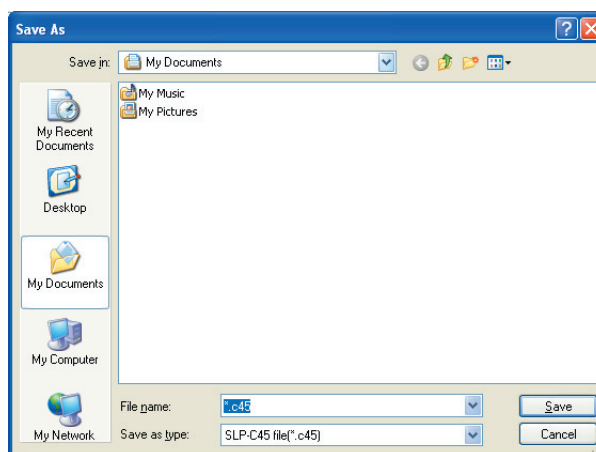 Save As
Save in:
My Documents
My Recent
Documents
Desktop
My Documents
My Computer
My Network
My Music
My Pictures
File name:
*.c45
Save
Save as type:
SLP-C45 file(*.c45)
Cancel